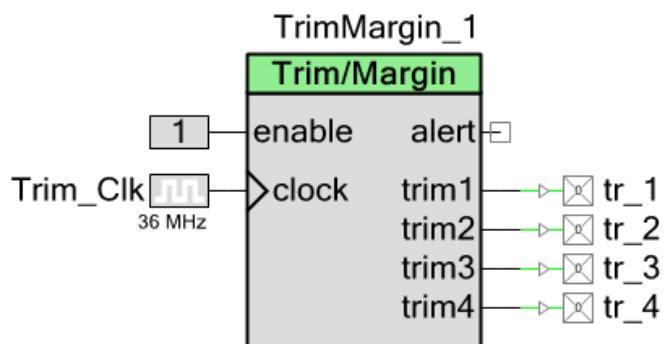 TrimMargin_1
Trim/Margin
1 enable alert
Trim_Clk clock trim1 tr_1
36 MHz
trim2 tr_2
trim3 tr_3
trim4 tr_4